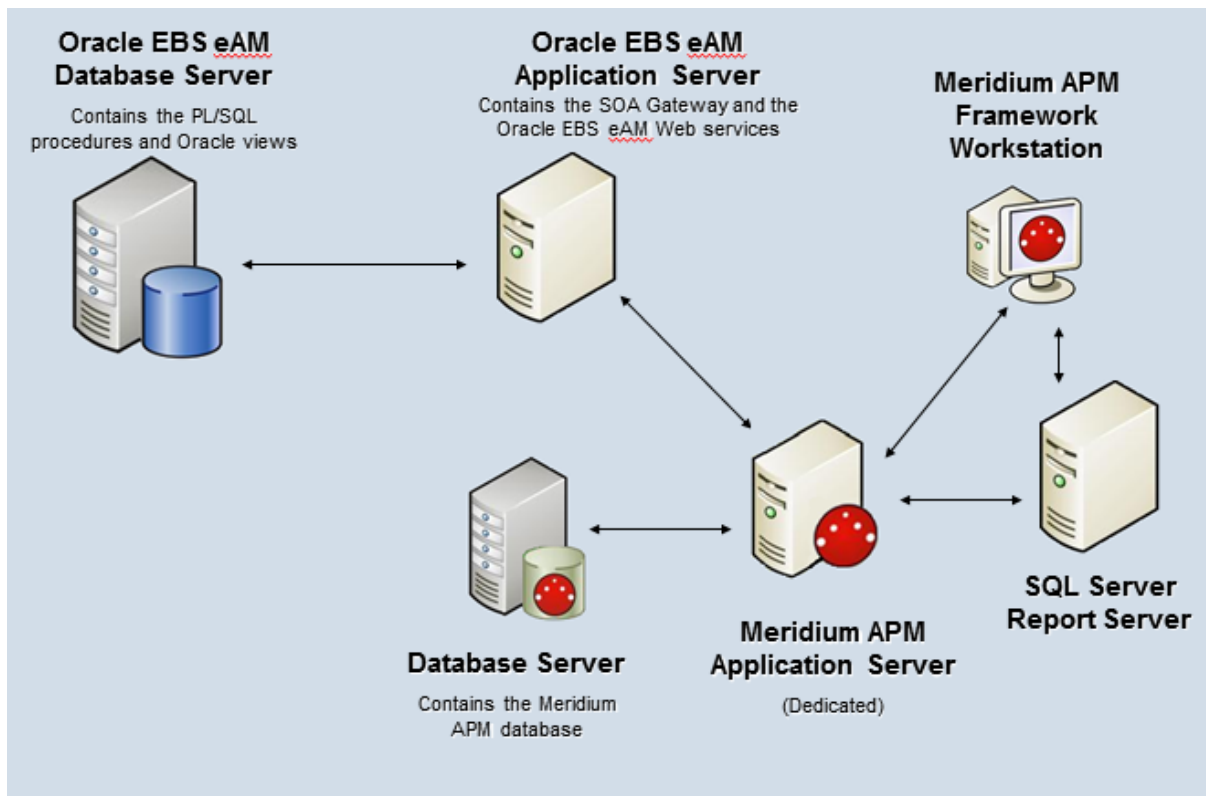 Oracle EBS eAM
Database Server
Contains the PL/SQL
procedures and Oracle views
Oracle EBS eAM
Application Server
Contains the SOA Gateway and the
Oracle EBS eAM Web services
Meridium APM
Framework
Workstation
Database Server
Contains the Meridium
APM database
Meridium APM
Application Server
(Dedicated)
SQL Server
Report Server